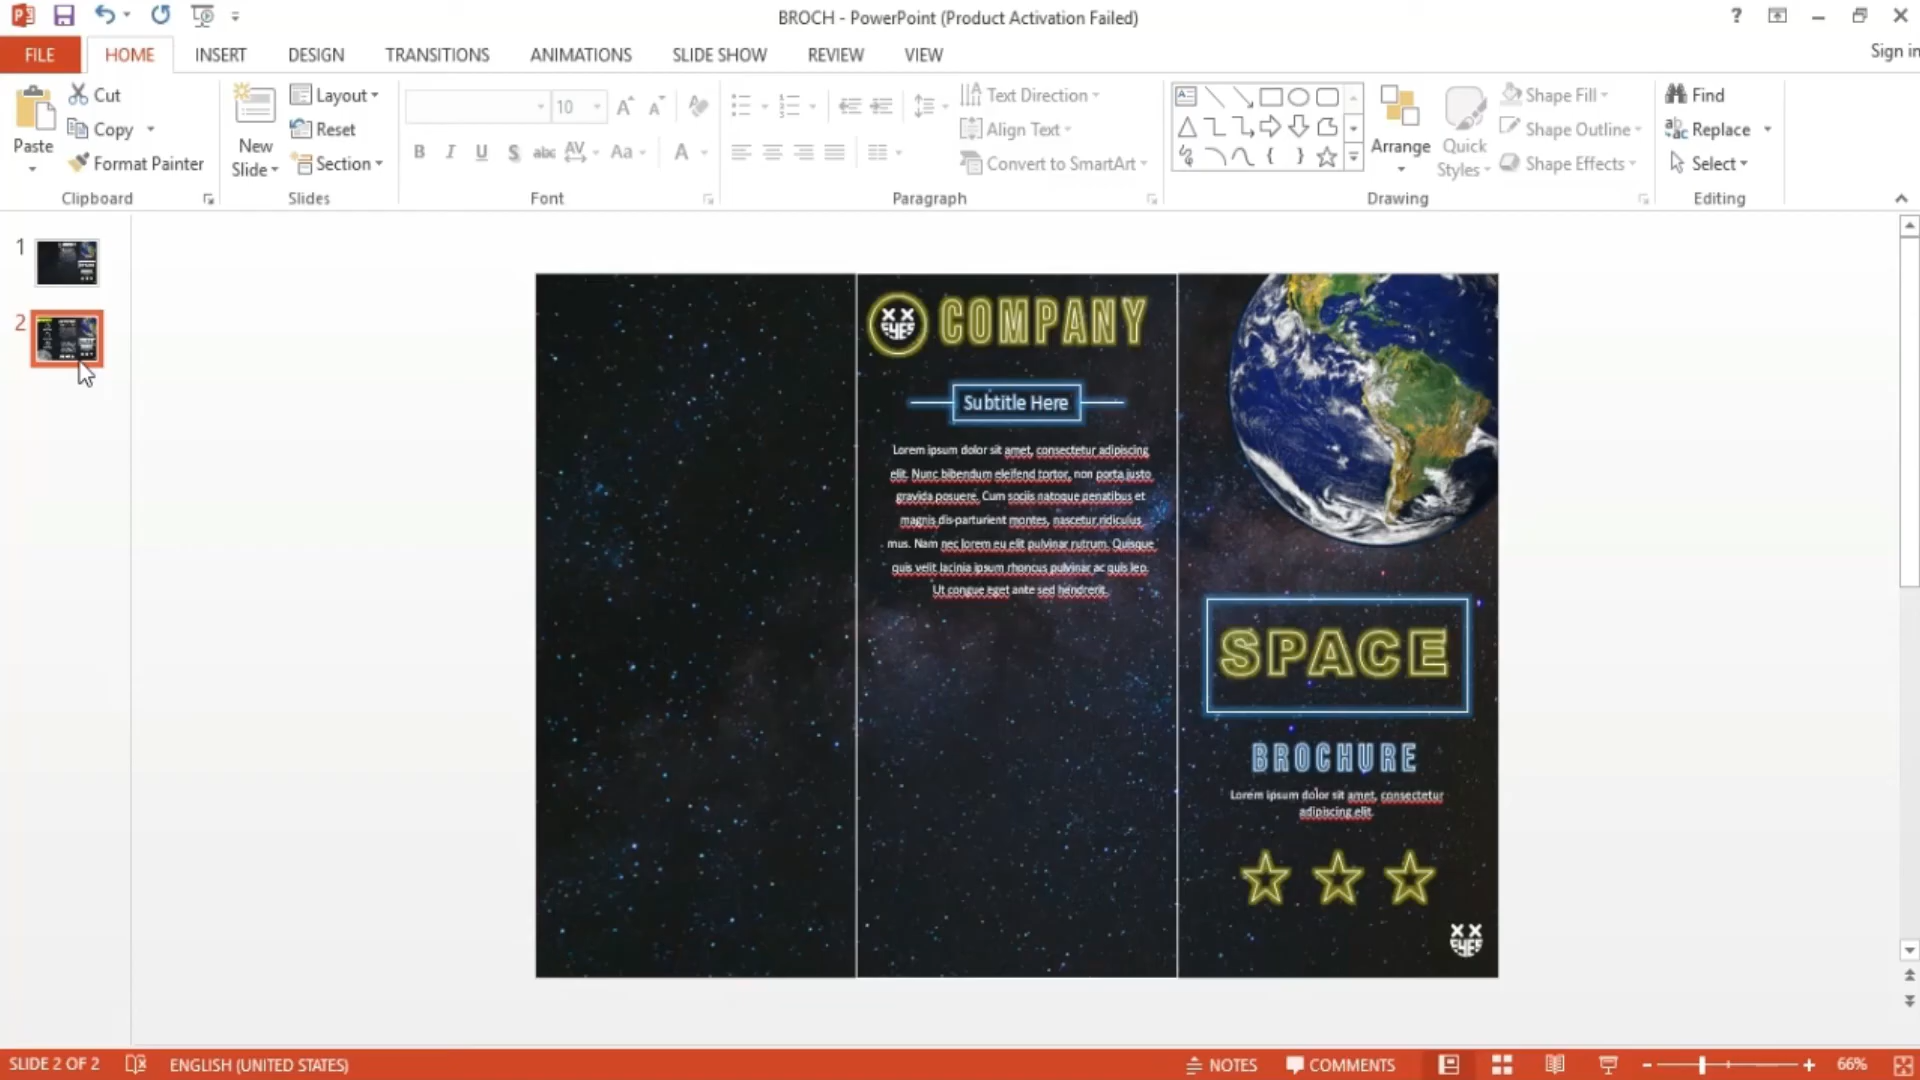 BROCH - PowerPoint (Product Activation Failed)
?
FILE HOME INSERT DESIGN TRANSITIONS ANIMATIONS SLIDE SHOW REVIEW VIEW Sign in
Paste
Cut
Copy
Format Painter
Clipboard
New Slide
Layout
Reset
Section
Slides
10
B I U S abc AV Aa A
Font
Text Direction
Align Text
Convert to SmartArt
Paragraph
Arrange
Quick Styles
Shape Fill
Shape Outline
Shape Effects
Drawing
Find
Replace
Select
Editing
1
2
COMPANY
Subtitle Here
Lorem ipsum dolor sit amet, consectetur adipiscing
elit. Nunc bibendum eleifend tortor, non porta justo
gravida posuere. Cum sociis natoque penatibus et
magnis dis parturient montes, nascetur ridiculus
mus. Nam nec lorem eu elit pulvinar rutrum. Quisque
quis velit lacinia ipsum rhoncus pulvinar ac quis leo.
Ut congue eget ante sed hendrerit.
SPACE
BROCHURE
Lorem ipsum dolor sit amet, consectetur
adipiscing elit.
SLIDE 2 OF 2 ENGLISH (UNITED STATES) NOTES COMMENTS 66%